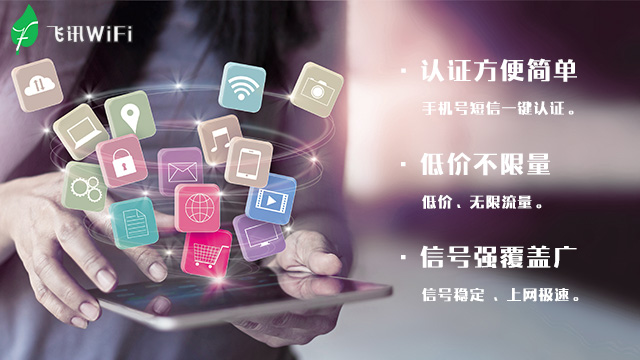 飞讯WiFi
· 认证方便简单
手机号短信一键认证。
· 低价不限量
低价、无限流量。
· 信号强覆盖广
信号稳定 、上网极速。